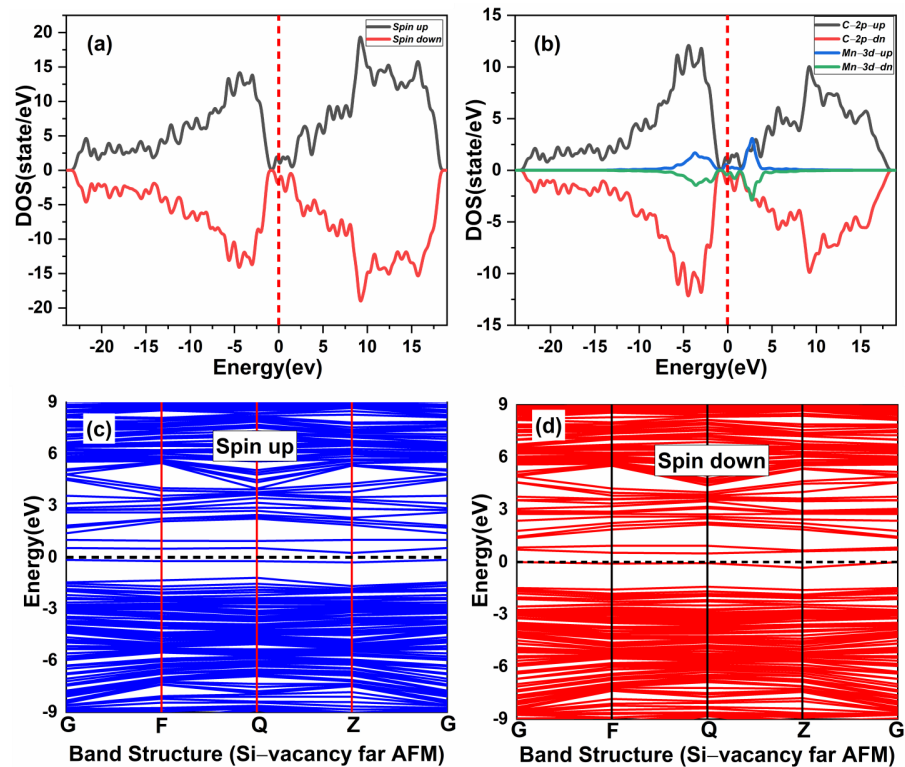 (a)
Spin up
Spin down
DOS(state/eV)
20
15
10
5
0
-5
-10
-15
-20
-20
-15
-10
-5
0
5
10
15
Energy(ev)
(b)
C-2p-up
C-2p-dn
Mn-3d-up
Mn-3d-dn
DOS(state/eV)
15
10
5
0
-5
-10
-15
-20
-15
-10
-5
0
5
10
15
Energy(eV)
(c)
Spin up
Energy(eV)
9
6
3
0
-3
-6
-9
G
F
Q
Z
G
Band Structure (Si-vacancy far AFM)
(d)
Spin down
Energy(eV)
9
6
3
0
-3
-6
-9
G
F
Q
Z
G
Band Structure (Si-vacancy far AFM)